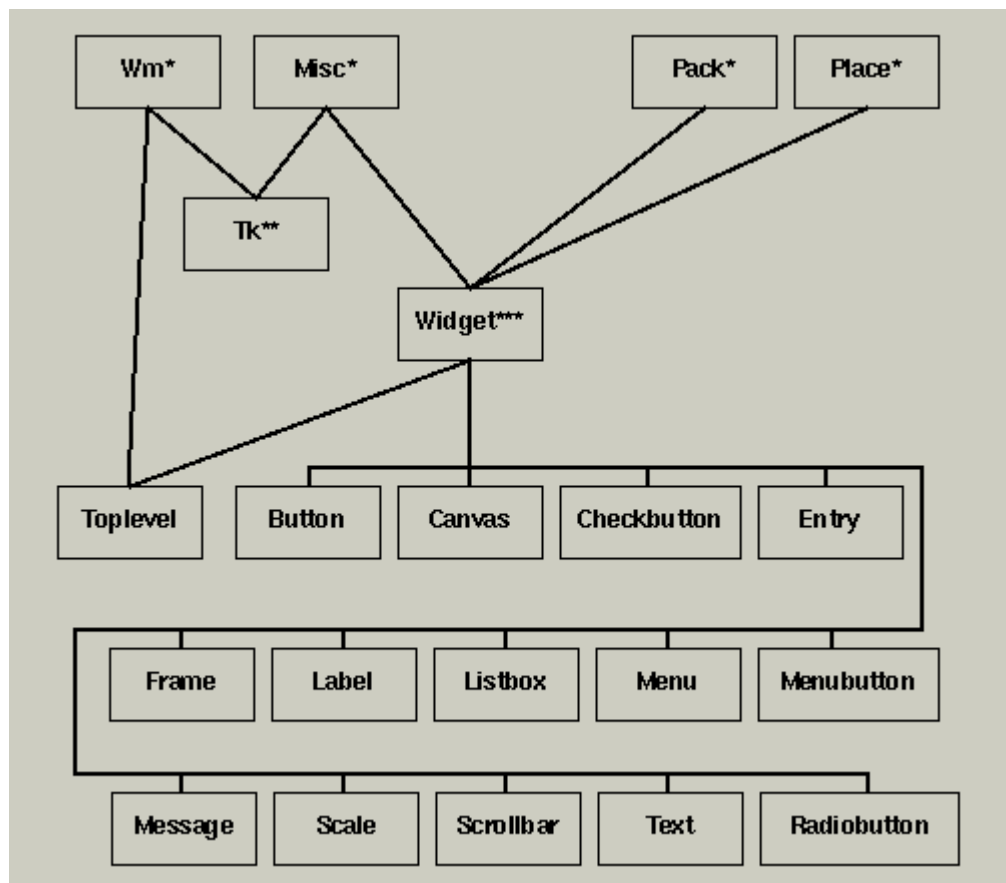 Wm*
Misc*
Pack*
Place*
Tk**
Widget***
Toplevel
Button
Canvas
Checkbutton
Entry
Frame
Label
Listbox
Menu
Menubutton
Message
Scale
Scrollbar
Text
Radiobutton